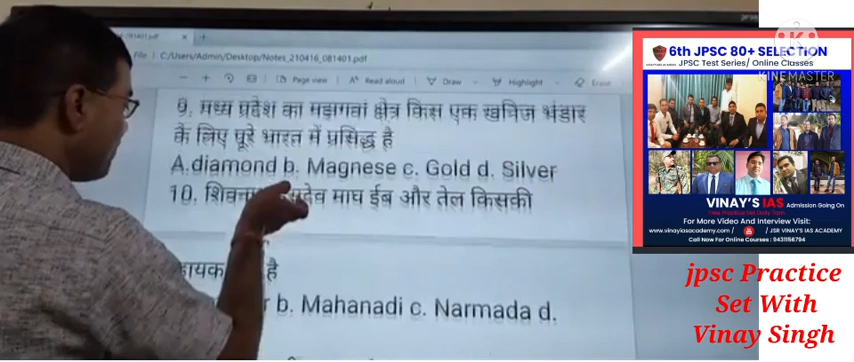 File | C:/Users/Admin/Desktop/Notes_210416_081401.pdf
Page view | Read aloud | Draw Highlight Erase
9. मध्य प्रदेश का मझगवां क्षेत्र किस एक खनिज भंडार
के लिए पूरे भारत में प्रसिद्ध है
A.diamond b. Magnese c. Gold d. Silver
10. माघ ईब और तेल किसकी
है
b. Mahanadi c. Narmada d.
6th JPSC 80+ SELECTION
JPSC Test Series/ Online Classes
KINEMASTER
VINAY'S IAS Admission Going On
For More Video And Interview Visit:
www.vinayiasacademy.com / / JSR VINAY'S IAS ACADEMY
Call Now For Online Courses : 9431156794
jpsc Practice
Set With
Vinay Singh